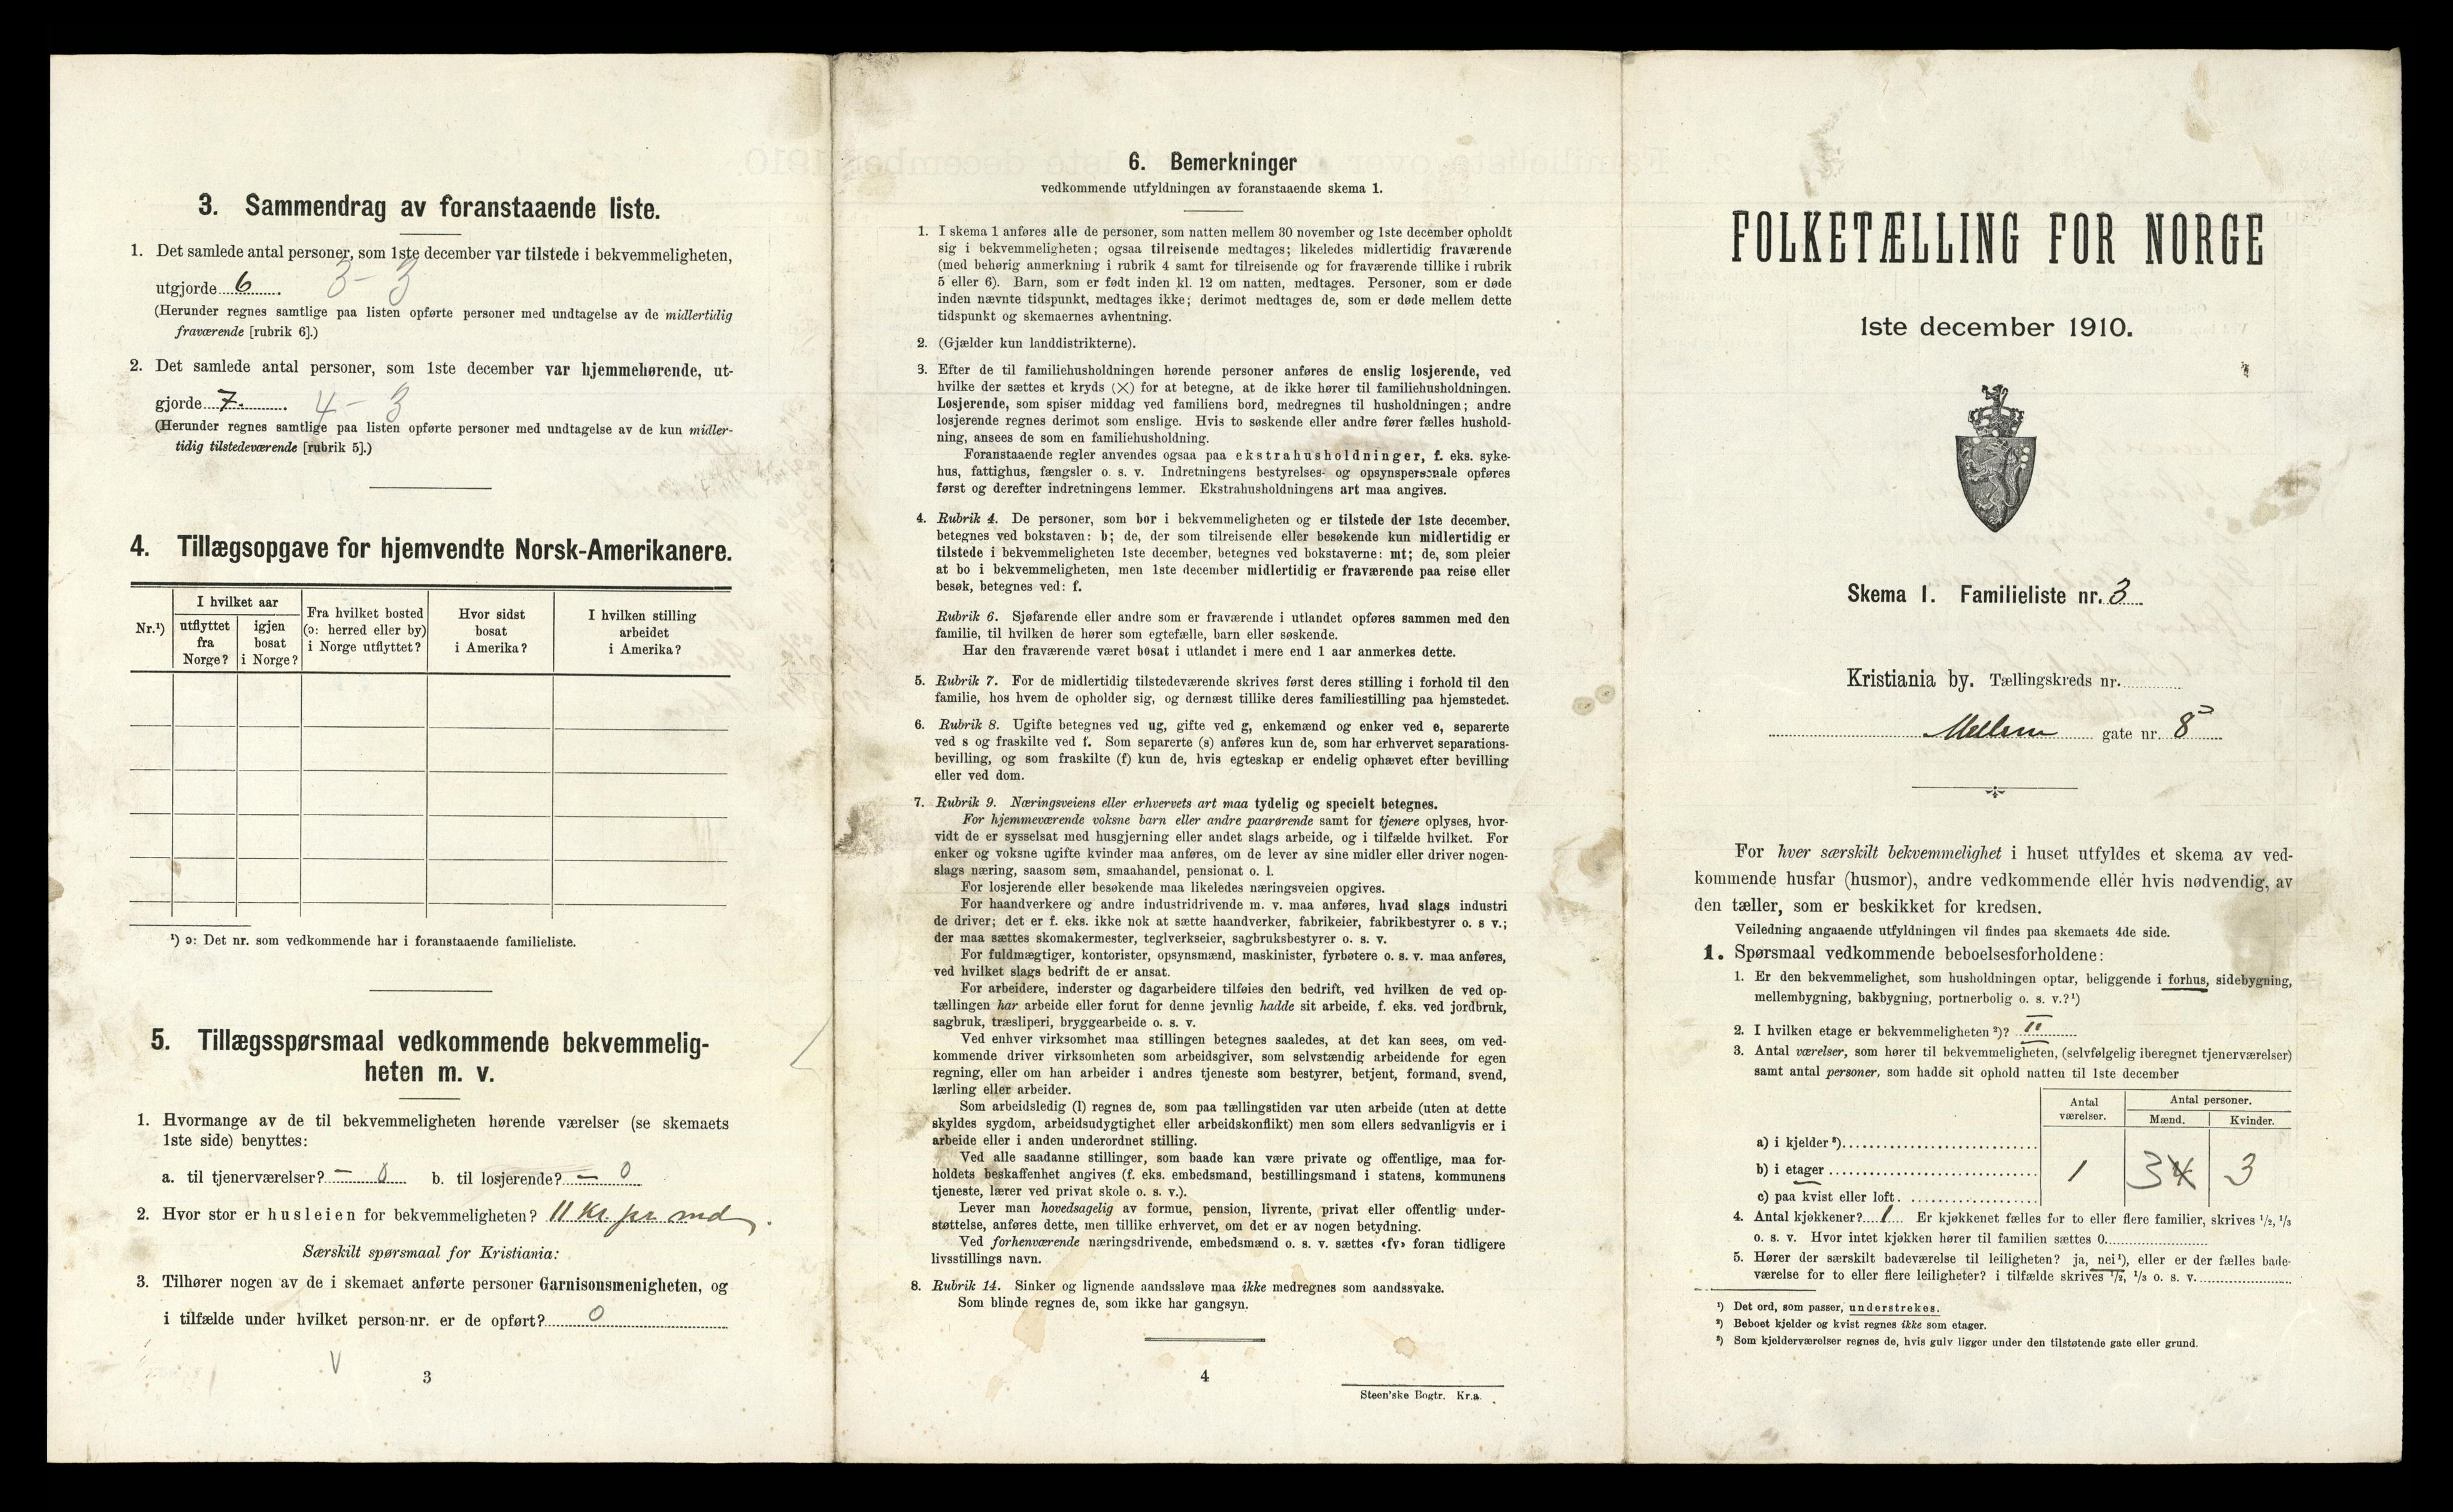 3. Sammendrag av foranstaaende liste.
1. Det samlede antal personer, som 1ste december var tilstede i bekvemmeligheten,
utgjorde 6 3 – 3
(Herunder regnes samtlige paa listen opførte personer med undtagelse av de midlertidig
fraværende [rubrik 6].)
2. Det samlede antal personer, som 1ste december var hjemmehørende, ut-
gjorde 7. 4 – 3
(Herunder regnes samtlige paa listen opførte personer med undtagelse av de kun midler-
tidig tilstedeværende [rubrik 5].)
4. Tillægsopgave for hjemvendte Norsk-Amerikanere.
Nr.¹)
I hvilket aar
utflyttet
fra
Norge?
igjen
bosat
i Norge?
Fra hvilket bosted
(ɔ: herred eller by)
i Norge utflyttet?
Hvor sidst
bosat
i Amerika?
I hvilken stilling
arbeidet
i Amerika?
¹) ɔ: Det nr. som vedkommende har i foranstaaende familieliste.
5. Tillægsspørsmaal vedkommende bekvemmelig-
heten m. v.
1. Hvormange av de til bekvemmeligheten hørende værelser (se skemaets
1ste side) benyttes:
a. til tjenerværelser? – 0 b. til losjerende? – 0
2. Hvor stor er husleien for bekvemmeligheten? 11 Kr. pr. md.
Særskilt spørsmaal for Kristiania:
3. Tilhører nogen av de i skemaet anførte personer Garnisonsmenigheten, og
i tilfælde under hvilket person-nr. er de opført? 0
V
3
6. Bemerkninger
vedkommende utfyldningen av foranstaaende skema 1.
1. I skema 1 anføres alle de personer, som natten mellem 30 november og 1ste december opholdt
sig i bekvemmeligheten; ogsaa tilreisende medtages; likeledes midlertidig fraværende
(med behørig anmerkning i rubrik 4 samt for tilreisende og for fraværende tillike i rubrik
5 eller 6). Barn, som er født inden kl. 12 om natten, medtages. Personer, som er døde
inden nævnte tidspunkt, medtages ikke; derimot medtages de, som er døde mellem dette
tidspunkt og skemaernes avhentning.
2. (Gjælder kun landdistrikterne).
3. Efter de til familiehusholdningen hørende personer anføres de enslig losjerende, ved
hvilke der sættes et kryds (×) for at betegne, at de ikke hører til familiehusholdningen.
Losjerende, som spiser middag ved familiens bord, medregnes til husholdningen; andre
losjerende regnes derimot som enslige. Hvis to søskende eller andre fører fælles hushold-
ning, ansees de som en familiehusholdning.
Foranstaaende regler anvendes ogsaa paa ekstrahusholdninger, f. eks. syke-
hus, fattighus, fængsler o. s. v. Indretningens bestyrelses- og opsynspersonale opføres
først og derefter indretningens lemmer. Ekstrahusholdningens art maa angives.
4. Rubrik 4. De personer, som bor i bekvemmeligheten og er tilstede der 1ste december,
betegnes ved bokstaven: b; de, der som tilreisende eller besøkende kun midlertidig er
tilstede i bekvemmeligheten 1ste december, betegnes ved bokstaverne: mt; de, som pleier
at bo i bekvemmeligheten, men 1ste december midlertidig er fraværende paa reise eller
besøk, betegnes ved: f.
Rubrik 6. Sjøfarende eller andre som er fraværende i utlandet opføres sammen med den
familie, til hvilken de hører som egtefælle, barn eller søskende.
Har den fraværende været bosat i utlandet i mere end 1 aar anmerkes dette.
5. Rubrik 7. For de midlertidig tilstedeværende skrives først deres stilling i forhold til den
familie, hos hvem de opholder sig, og dernæst tillike deres familiestilling paa hjemstedet.
6. Rubrik 8. Ugifte betegnes ved ug, gifte ved g, enkemænd og enker ved e, separerte
ved s og fraskilte ved f. Som separerte (s) anføres kun de, som har erhvervet separations-
bevilling, og som fraskilte (f) kun de, hvis egteskap er endelig ophævet efter bevilling
eller ved dom.
7. Rubrik 9. Næringsveiens eller erhvervets art maa tydelig og specielt betegnes.
For hjemmeværende voksne barn eller andre paarørende samt for tjenere oplyses, hvor-
vidt de er sysselsat med husgjerning eller andet slags arbeide, og i tilfælde hvilket. For
enker og voksne ugifte kvinder maa anføres, om de lever av sine midler eller driver nogen-
slags næring, saasom søm, smaahandel, pensionat o. l.
For losjerende eller besøkende maa likeledes næringsveien opgives.
For haandverkere og andre industridrivende m. v. maa anføres, hvad slags industri
de driver; det er f. eks. ikke nok at sætte haandverker, fabrikeier, fabrikbestyrer o. s v.;
der maa sættes skomakermester, teglverkseier, sagbruksbestyrer o. s. v.
For fuldmægtiger, kontorister, opsynsmænd, maskinister, fyrbøtere o. s. v. maa anføres,
ved hvilket slags bedrift de er ansat.
For arbeidere, inderster og dagarbeidere tilføies den bedrift, ved hvilken de ved op-
tællingen har arbeide eller forut for denne jevnlig hadde sit arbeide, f. eks. ved jordbruk,
sagbruk, træsliperi, bryggearbeide o. s. v.
Ved enhver virksomhet maa stillingen betegnes saaledes, at det kan sees, om ved-
kommende driver virksomheten som arbeidsgiver, som selvstændig arbeidende for egen
regning, eller om han arbeider i andres tjeneste som bestyrer, betjent, formand, svend,
lærling eller arbeider.
Som arbeidsledig (l) regnes de, som paa tællingstiden var uten arbeide (uten at dette
skyldes sygdom, arbeidsudygtighet eller arbeidskonflikt) men som ellers sedvanligvis er i
arbeide eller i anden underordnet stilling.
Ved alle saadanne stillinger, som baade kan være private og offentlige, maa for-
holdets beskaffenhet angives (f. eks. embedsmand, bestillingsmand i statens, kommunens
tjeneste, lærer ved privat skole o. s. v.).
Lever man hovedsagelig av formue, pension, livrente, privat eller offentlig under-
støttelse, anføres dette, men tillike erhvervet, om det er av nogen betydning.
Ved forhenværende næringsdrivende, embedsmænd o. s. v. sættes «fv» foran tidligere
livsstillings navn.
8. Rubrik 14. Sinker og lignende aandssløve maa ikke medregnes som aandssvake.
Som blinde regnes de, som ikke har gangsyn.
4
Steen'ske Bogtr. Kr.a.
FOLKETÆLLING FOR NORGE
1ste december 1910.
Skema I. Familieliste nr. 3
Kristiania by. Tællingskreds nr.
Mellem gate nr. 8
For hver særskilt bekvemmelighet i huset utfyldes et skema av ved-
kommende husfar (husmor), andre vedkommende eller hvis nødvendig, av
den tæller, som er beskikket for kredsen.
Veiledning angaaende utfyldningen vil findes paa skemaets 4de side.
1. Spørsmaal vedkommende beboelsesforholdene:
1. Er den bekvemmelighet, som husholdningen optar, beliggende i forhus, sidebygning,
mellembygning, bakbygning, portnerbolig o. s. v.?¹)
2. I hvilken etage er bekvemmeligheten²)? II
3. Antal værelser, som hører til bekvemmeligheten, (selvfølgelig iberegnet tjenerværelser)
samt antal personer, som hadde sit ophold natten til 1ste december
Antal
værelser.
Antal personer.
Mænd. Kvinder.
a) i kjelder³)
b) i etager 1 3 4 3
c) paa kvist eller loft.
4. Antal kjøkkener? 1 Er kjøkkenet fælles for to eller flere familier, skrives ¹/₂, ¹/₃
o. s. v. Hvor intet kjøkken hører til familien sættes 0.
5. Hører der særskilt badeværelse til leiligheten? ja, nei¹), eller er der fælles bade-
værelse for to eller flere leiligheter? i tilfælde skrives ¹/₂, ¹/₃ o. s. v.
¹) Det ord, som passer, understrekes.
²) Beboet kjelder og kvist regnes ikke som etager.
³) Som kjelderværelser regnes de, hvis gulv ligger under den tilstøtende gate eller grund.